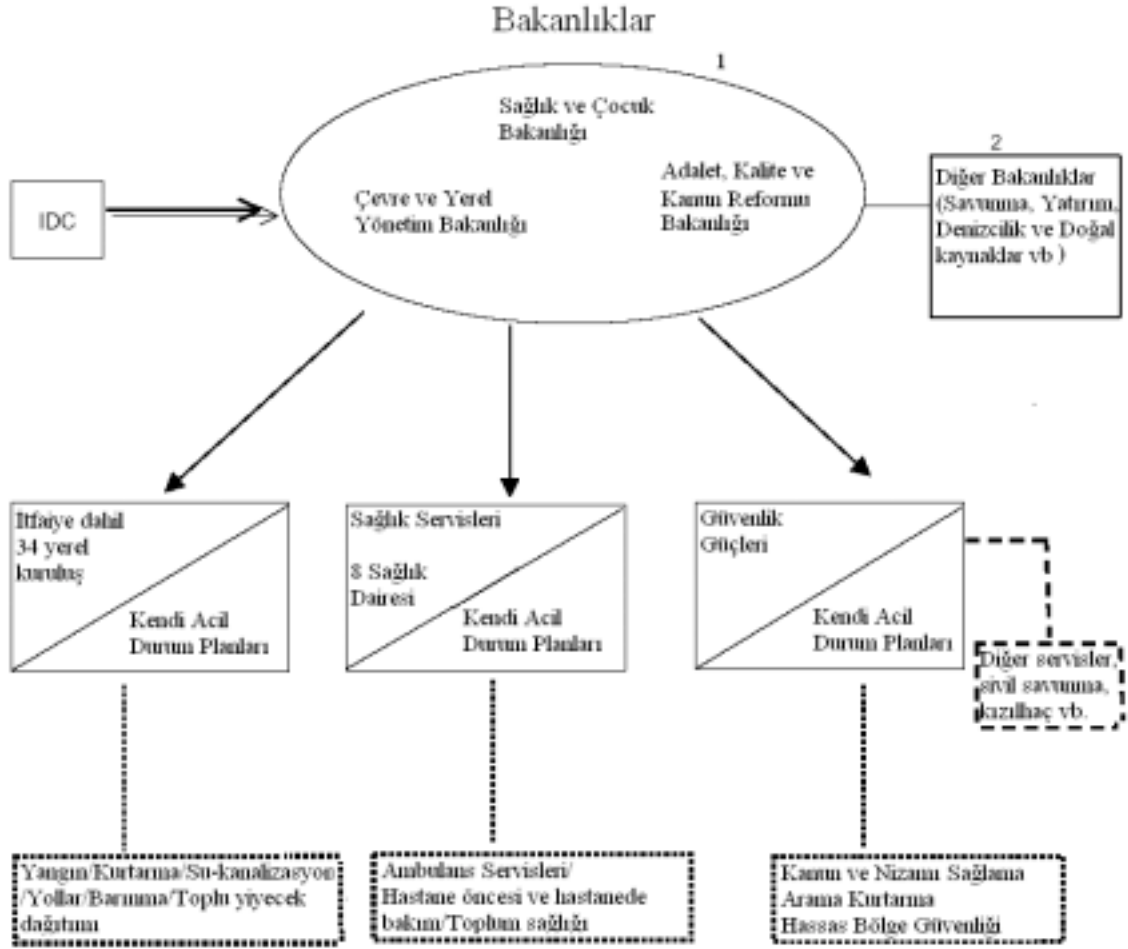 Bakanlıklar
1
Sağlık ve Çocuk
Bakanlığı
Çevre ve Yerel
Yönetim Bakanlığı
Adalet, Kalite ve
Kanun Reformu
Bakanlığı
IDC
2
Diğer Bakanlıklar
(Savunma, Yatırım,
Denizcilik ve Doğal
kaynaklar vb )
İtfaiye dahil
34 yerel
kuruluş
Kendi Acil
Durum Planları
Sağlık Servisleri
8 Sağlık
Dairesi
Kendi Acil
Durum Planları
Güvenlik
Güçleri
Kendi Acil
Durum Planları
Diğer servisler,
sivil savunma,
kızılhaç vb.
Yangın/Kurtarma/Su-kanalizasyon
/Yollar/Barınma/Toplu yiyecek
dağıtımı
Ambulans Servisleri/
Hastane öncesi ve hastanede
bakım/Toplum sağlığı
Kanun ve Nizamı Sağlama
Arama Kurtarma
Hassas Bölge Güvenliği